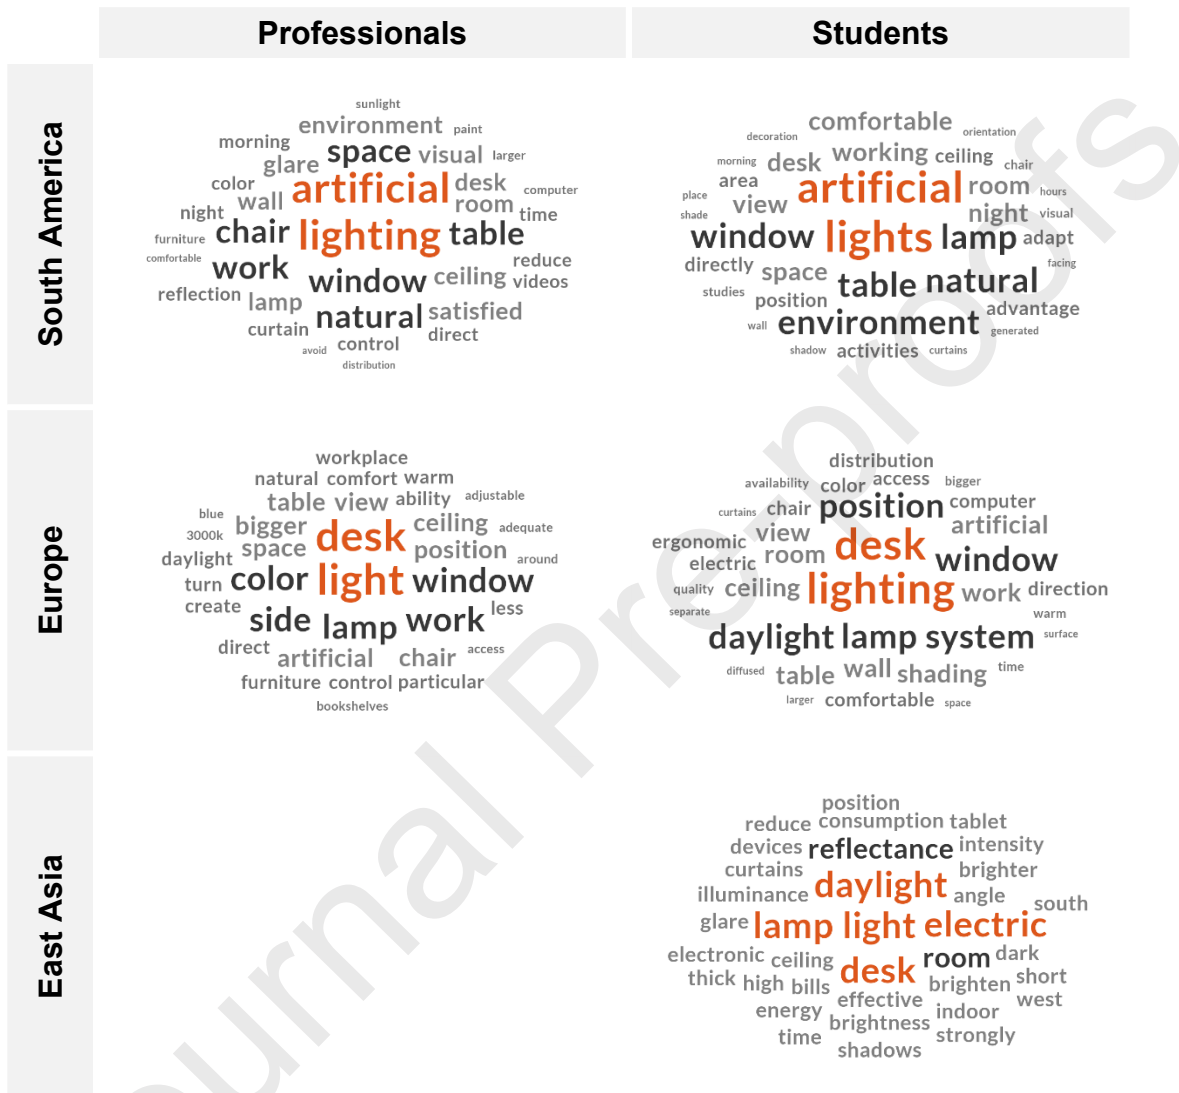 Professionals
Students
South America
sunlight
environment paint
morning
space visual larger
glare
artificial desk
color computer
wall room
night time
chair lighting table
furniture
comfortable reduce
work window ceiling videos
reflection lamp
natural satisfied
curtain direct
control
avoid
distribution
comfortable
decoration orientation
working ceiling
morning desk chair
area artificial room
place hours
view night visual
shade
window lights lamp adapt
directly facing
space natural
studies table
position advantage
wall environment generated
shadow activities curtains
Europe
workplace
natural comfort warm
table view ability adjustable
blue
bigger desk ceiling adequate
3000k
space position
daylight around
turn color light window
create less
side lamp work
direct access
artificial chair
furniture control particular
bookshelves
distribution
availability color access bigger
chair position computer
curtains artificial
view
ergonomic desk window
electric room
quality ceiling lighting work direction
separate warm
daylight lamp system surface
diffused table wall shading time
larger comfortable space
East Asia
position
reduce consumption tablet
devices reflectance intensity
curtains brighter
daylight
illuminance angle
south
glare lamp light electric
electronic ceiling room dark
desk
thick high bills brighten short
effective west
energy indoor
brightness
time strongly
shadows
urnal Pre-proofs